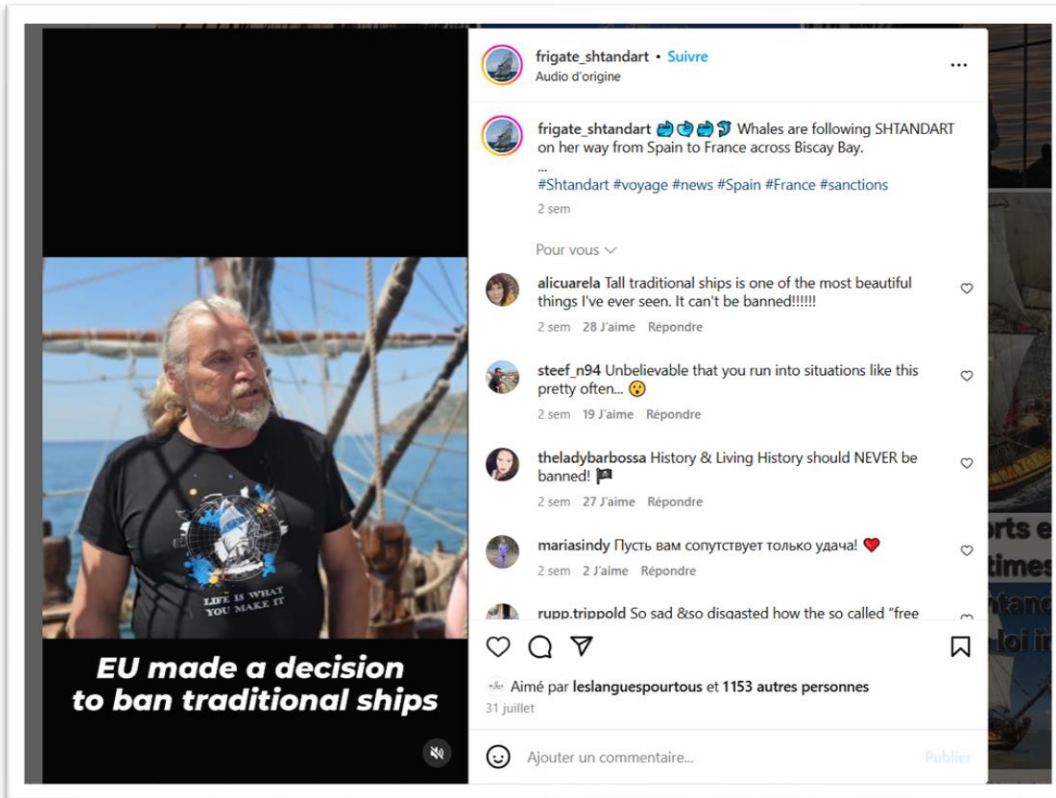 frigate_shtandart • Suivre
Audio d'origine
frigate_shtandart Whales are following SHTANDART
on her way from Spain to France across Biscay Bay.
...
#Shtandart #voyage #news #Spain #France #sanctions
2 sem
Pour vous
alicuarela Tall traditional ships is one of the most beautiful
things I've ever seen. It can't be banned!!!!!!
2 sem 28 J'aime Répondre
steef_n94 Unbelievable that you run into situations like this
pretty often... 😮
2 sem 19 J'aime Répondre
theladybarbossa History & Living History should NEVER be
banned! 🏴‍☠️
2 sem 27 J'aime Répondre
mariasindy Пусть вам сопутствует только удача! ❤️
2 sem 2 J'aime Répondre
rupp.trippold So sad &so disgasted how the so called "free
Aimé par leslanguespourtous et 1153 autres personnes
31 juillet
Ajouter un commentaire...
Publier
LIFE IS WHAT
YOU MAKE IT
EU made a decision
to ban traditional ships